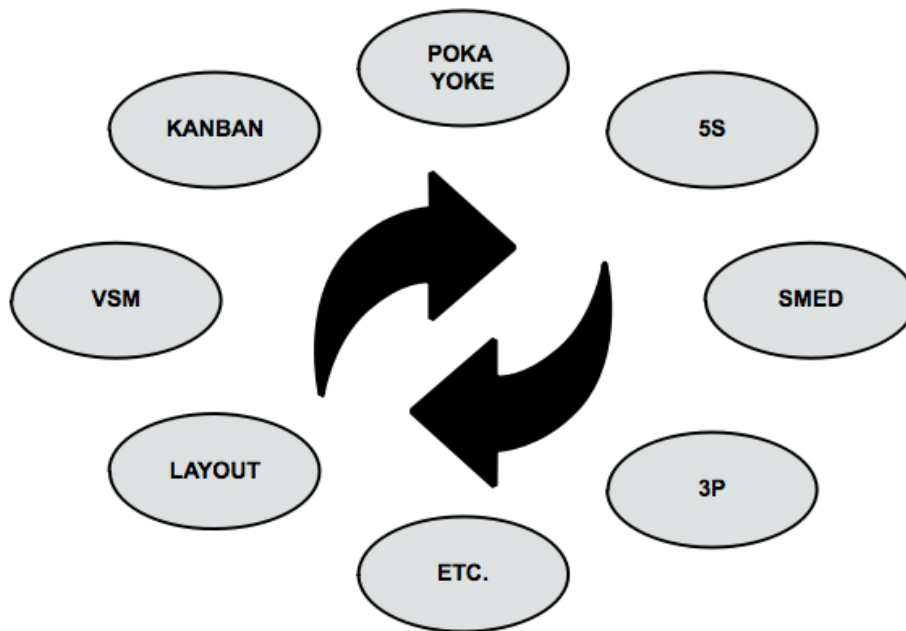 POKA
YOKE
KANBAN
5S
VSM
SMED
LAYOUT
3P
ETC.